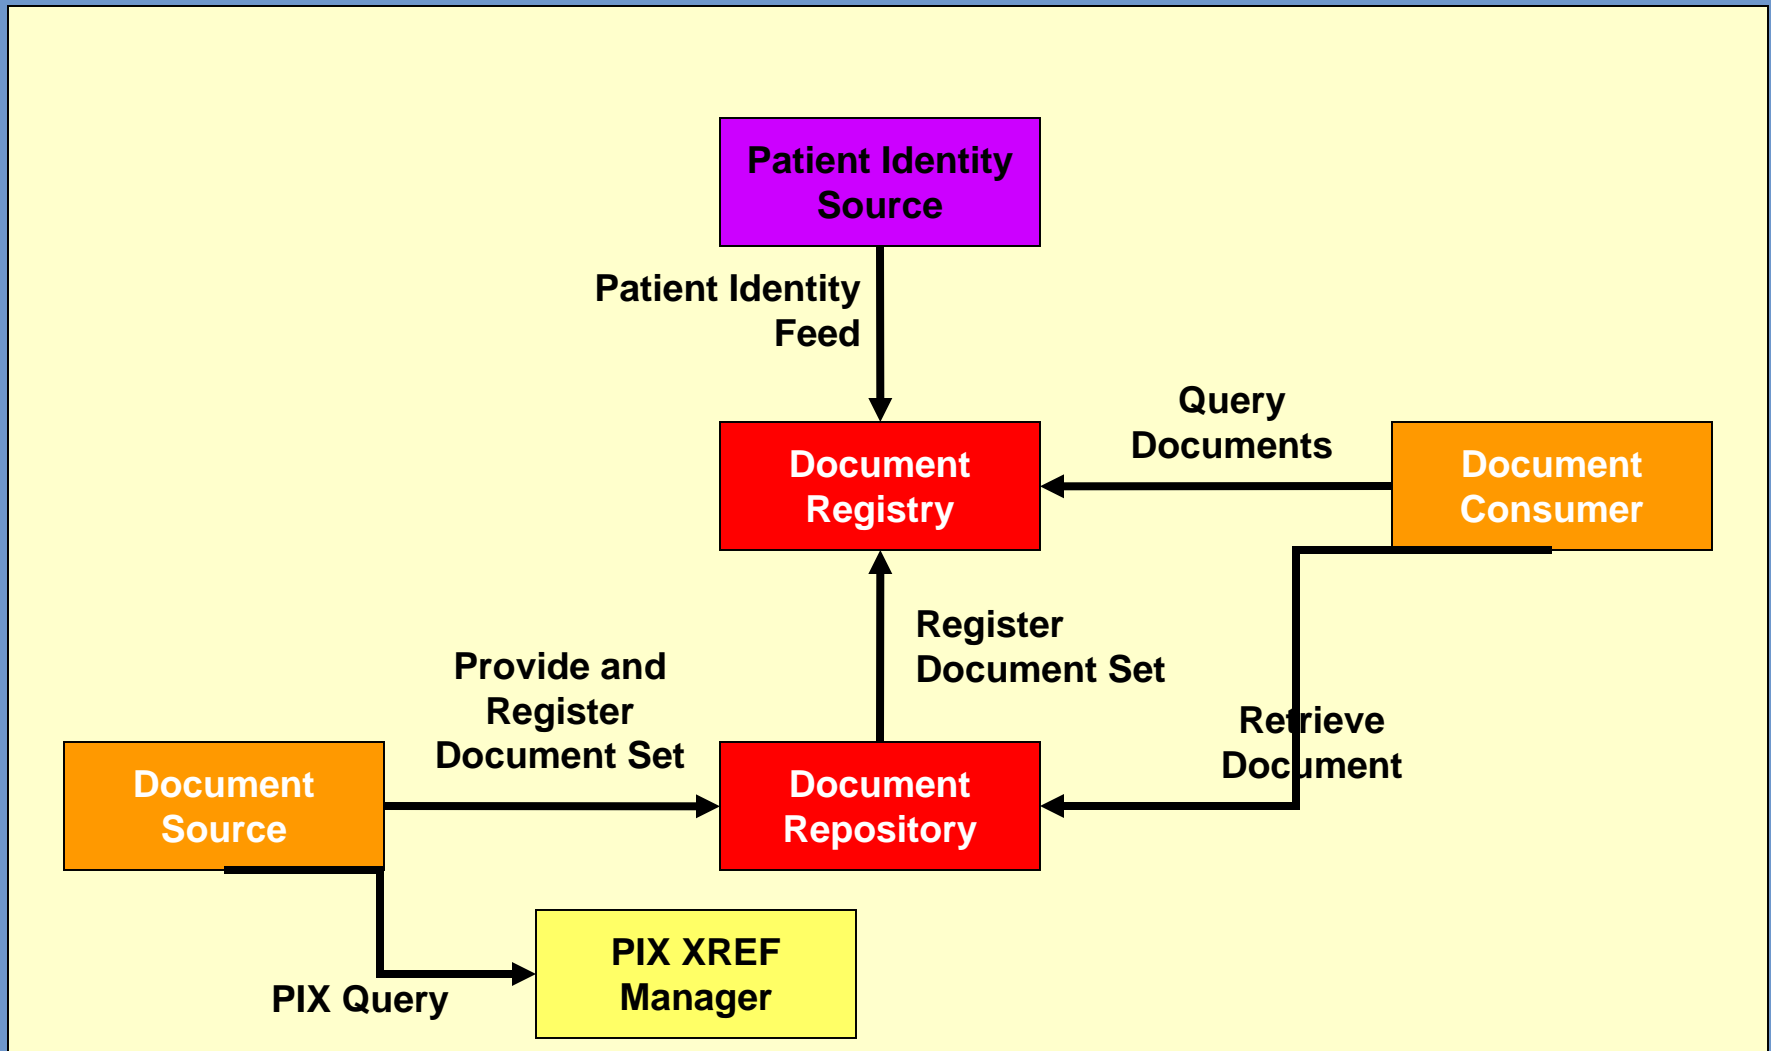 Patient Identity
Source
Patient Identity
Feed
Query
Documents
Document
Registry
Document
Consumer
Register
Document Set
Provide and
Register
Document Set
Retrieve
Document
Document
Source
Document
Repository
PIX XREF
Manager
PIX Query